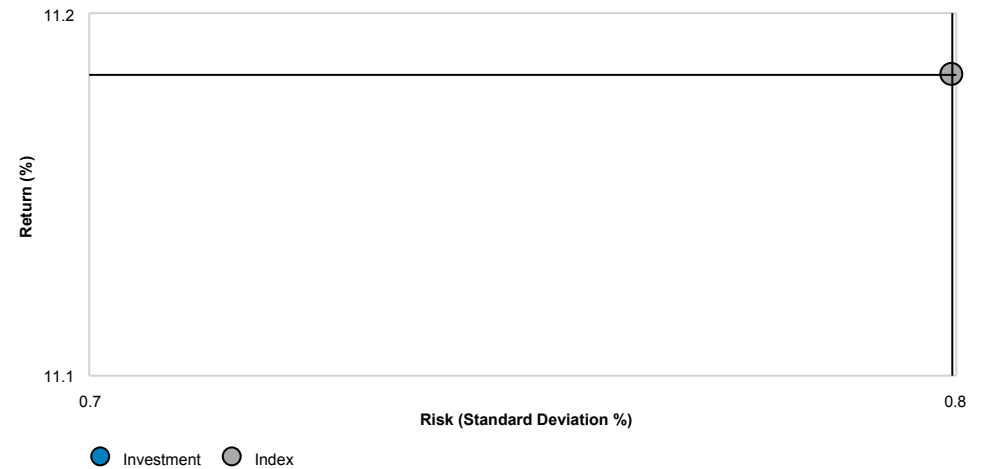 11.2
Return (%)
11.1
0.7
0.8
Risk (Standard Deviation %)
Investment
Index